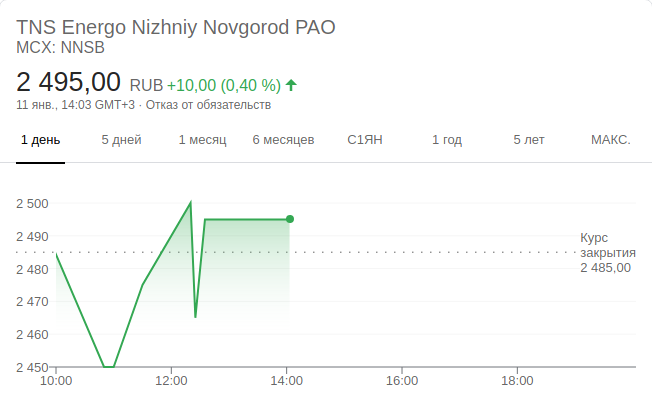 TNS Energo Nizhniy Novgorod PAO
MCX: NNSB
2 495,00 RUB +10,00 (0,40 %)
11 янв., 14:03 GMT+3 · Отказ от обязательств
1 день 5 дней 1 месяц 6 месяцев С1ЯН 1 год 5 лет МАКС.
2 500
2 490
2 480
2 470
2 460
2 450
Курс
закрытия
2 485,00
10:00 12:00 14:00 16:00 18:00